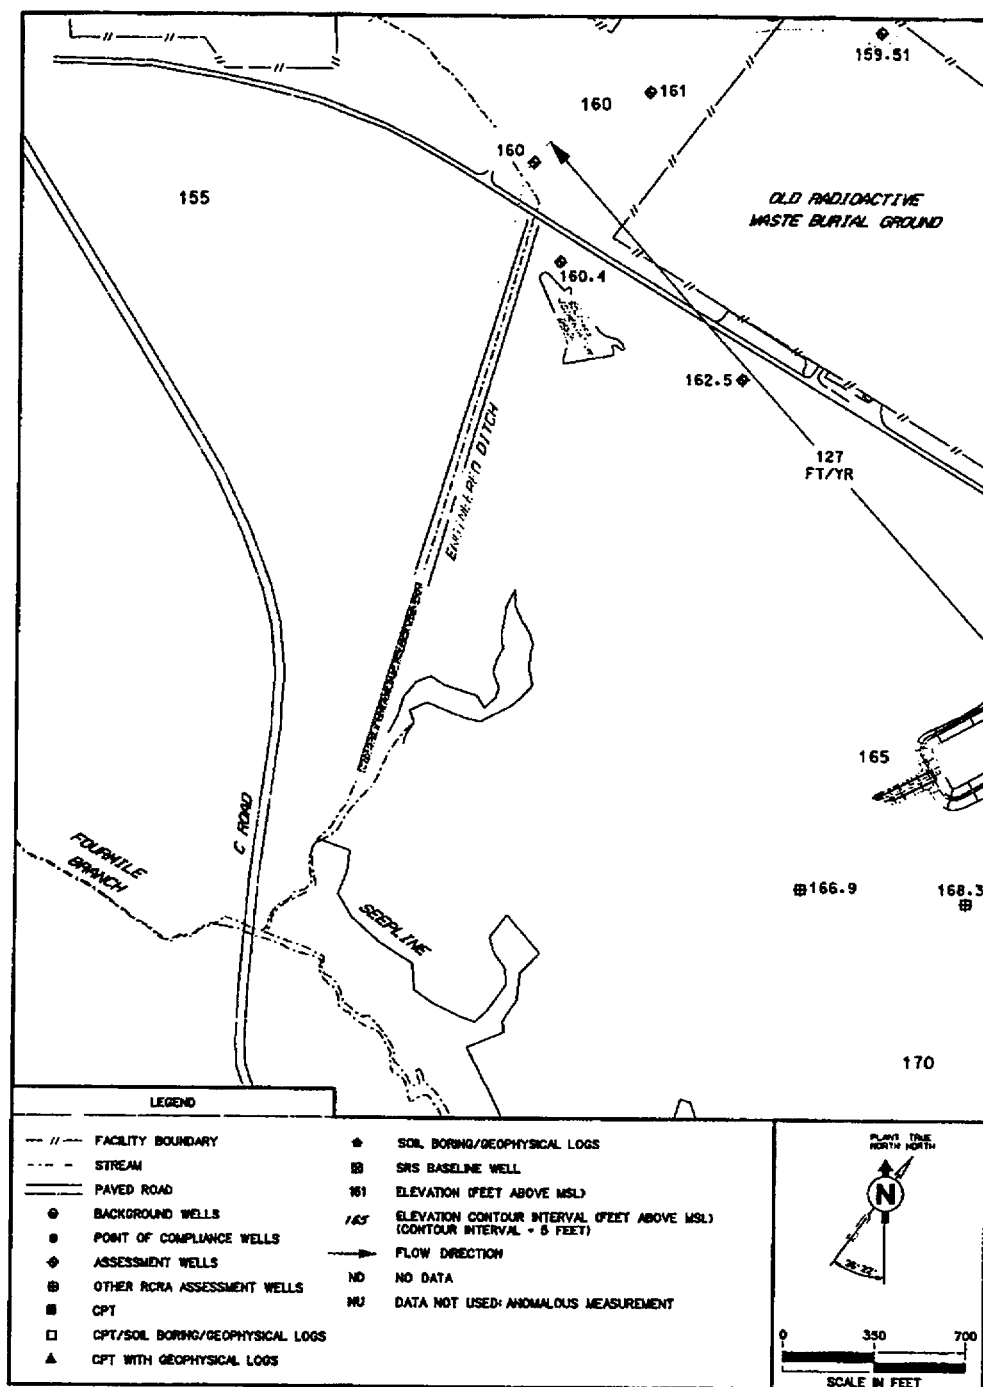 159.51
161
160
160
155
OLD RADIOACTIVE
WASTE BURIAL GROUND
160.4
162.5
ENGINEERED DITCH
127
FT/YR
165
C ROAD
FOURMILE
BRANCH
SEEPLINE
166.9
168.3
170
LEGEND
FACILITY BOUNDARY
STREAM
PAVED ROAD
BACKGROUND WELLS
POINT OF COMPLIANCE WELLS
ASSESSMENT WELLS
OTHER RCRA ASSESSMENT WELLS
CPT
CPT/SOIL BORING/GEOPHYSICAL LOGS
CPT WITH GEOPHYSICAL LOGS
SOIL BORING/GEOPHYSICAL LOGS
SRS BASELINE WELL
161 ELEVATION (FEET ABOVE MSL)
165 ELEVATION CONTOUR INTERVAL (FEET ABOVE MSL)
(CONTOUR INTERVAL = 5 FEET)
FLOW DIRECTION
ND NO DATA
NU DATA NOT USED: ANOMALOUS MEASUREMENT
PLANT TRUE
NORTH NORTH
N
0 350 700
SCALE IN FEET